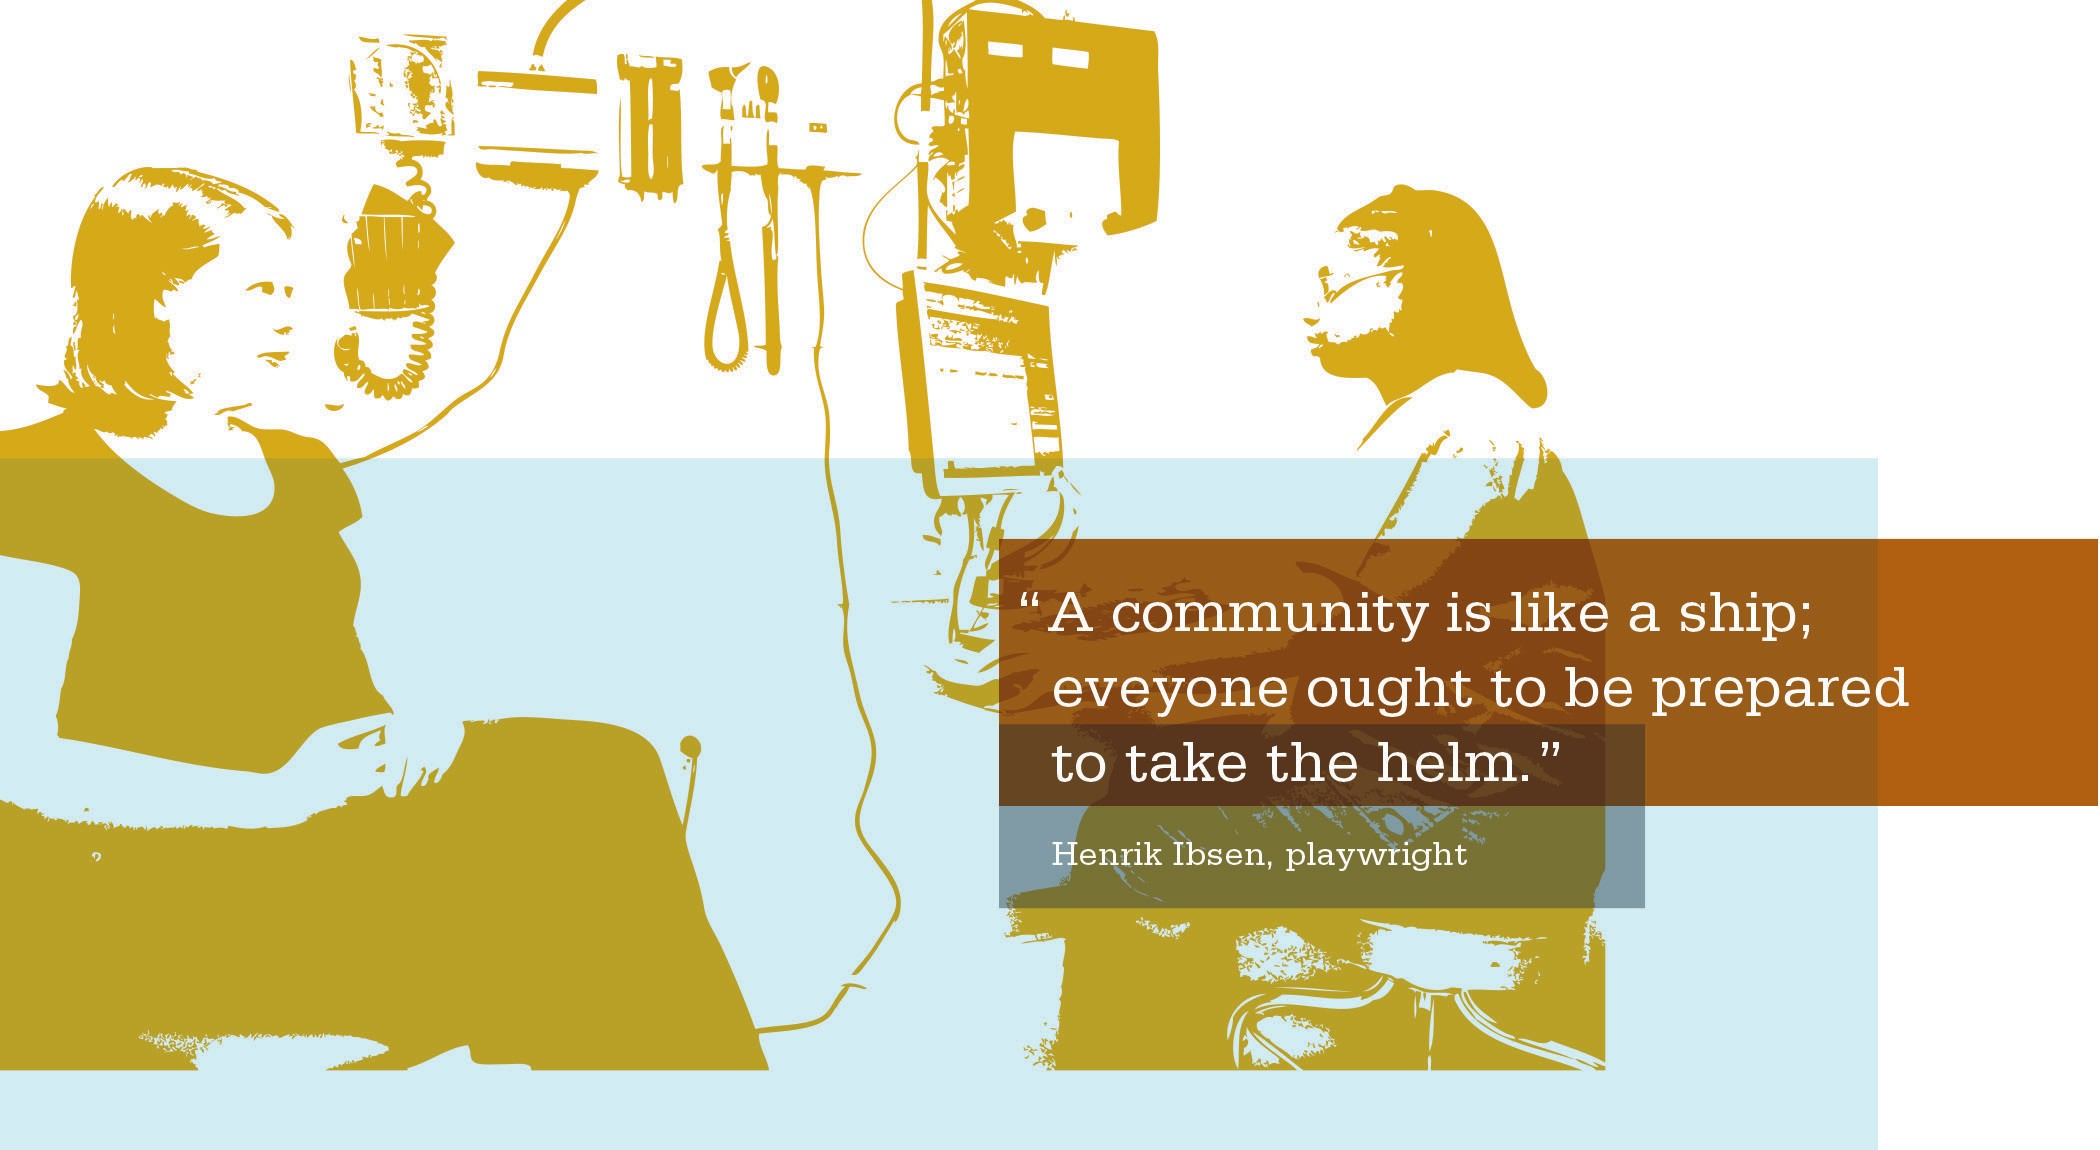 “A community is like a ship;
eveyone ought to be prepared
to take the helm.”
Henrik Ibsen, playwright